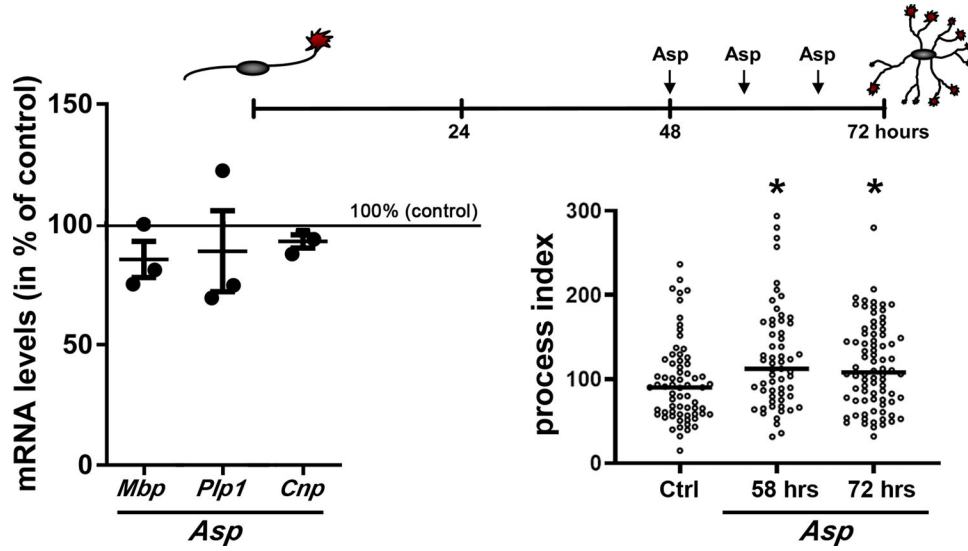 Asp Asp Asp
24 48 72 hours
mRNA levels (in % of control)
150
100
50
0
100% (control)
Mbp Plp1 Cnp
Asp
process index
300
200
100
0
* *
Ctrl 58 hrs 72 hrs
Asp